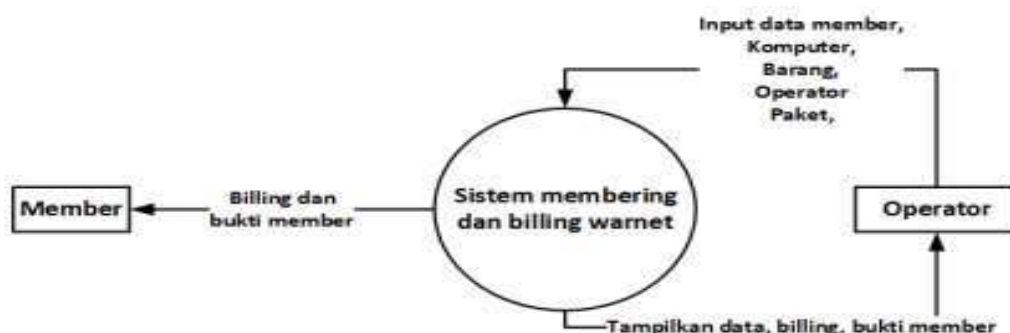 Input data member,
Komputer,
Barang,
Operator
Paket,
Member
Billing dan
bukti member
Sistem membering
dan billing warnet
Operator
Tampilkan data, billing, bukti member